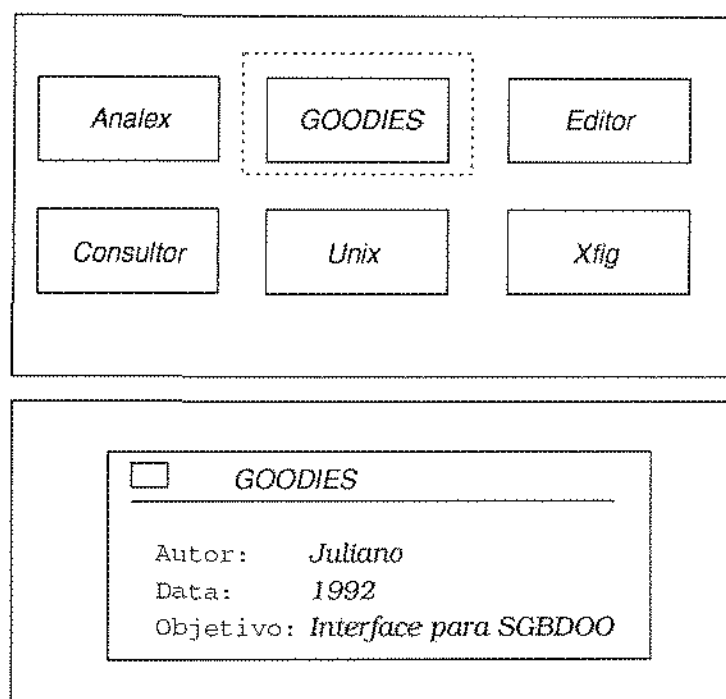 Analex GOODIES Editor
Consultor Unix Xfig
GOODIES
Autor: Juliano
Data: 1992
Objetivo: Interface para SGBDOO